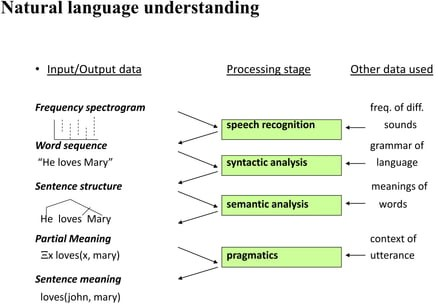 Natural language understanding
• Input/Output data Processing stage Other data used
Frequency spectrogram freq. of diff.
speech recognition sounds
Word sequence grammar of
"He loves Mary" syntactic analysis language
Sentence structure meanings of
semantic analysis words
He loves Mary
Partial Meaning context of
Ξx loves(x, mary) pragmatics utterance
Sentence meaning
loves(john, mary)